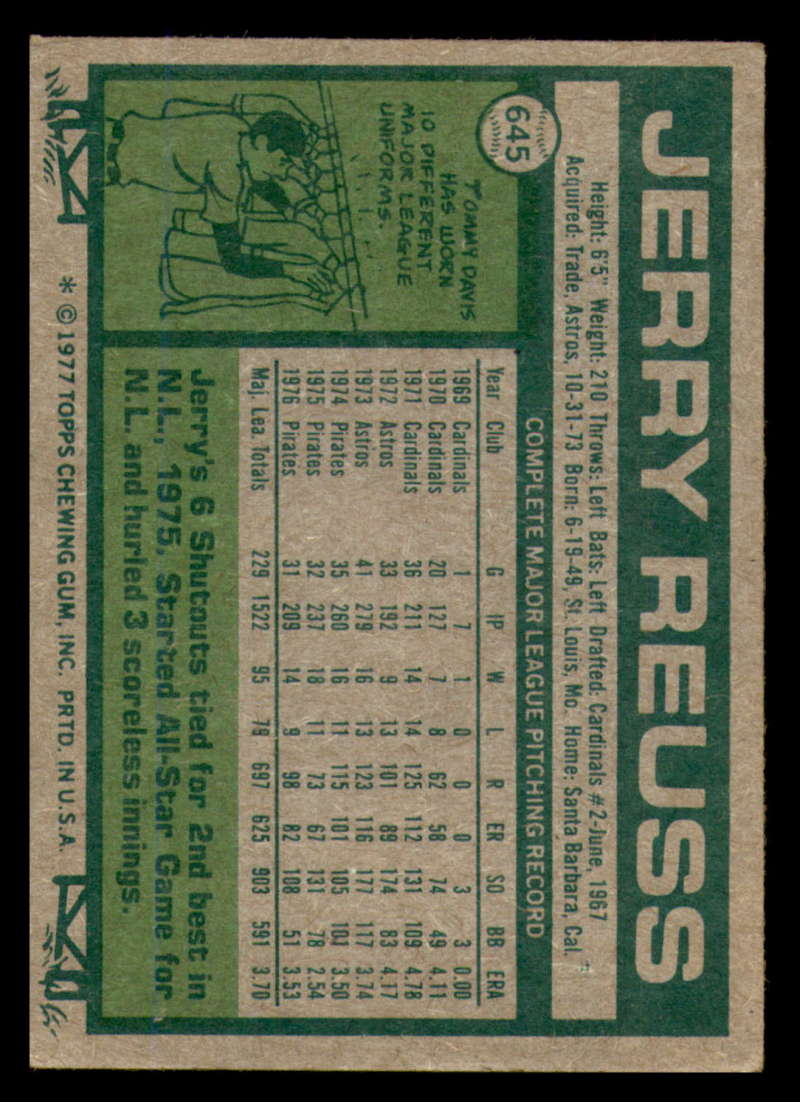 JERRY REUSS
645
Height: 6'5" Weight: 210 Throws: Left Bats: Left Drafted: Cardinals #2-June, 1967
Acquired: Trade, Astros, 10-31-73 Born: 6-19-49, St. Louis, Mo. Home: Santa Barbara, Cal.
TOMMY DAVIS
HAS WORN
10 DIFFERENT
MAJOR LEAGUE
UNIFORMS.
COMPLETE MAJOR LEAGUE PITCHING RECORD
Year Club G IP W L R ER SO BB ERA
1969 Cardinals 1 7 1 0 0 0 3 3 0.00
1970 Cardinals 20 127 7 8 62 58 74 49 4.11
1971 Cardinals 36 211 14 14 125 112 131 109 4.78
1972 Astros 33 192 9 13 101 89 174 83 4.17
1973 Astros 41 279 16 13 123 116 177 117 3.74
1974 Pirates 35 260 16 11 115 101 105 101 3.50
1975 Pirates 32 237 18 11 73 67 131 78 2.54
1976 Pirates 31 209 14 9 98 82 108 51 3.53
Maj. Lea. Totals 229 1522 95 79 697 625 903 591 3.70
Jerry's 6 Shutouts tied for 2nd best in
N.L., 1975. Started All-Star Game for
N.L. and hurled 3 scoreless innings.
* © 1977 TOPPS CHEWING GUM, INC. PRTD. IN U.S.A.